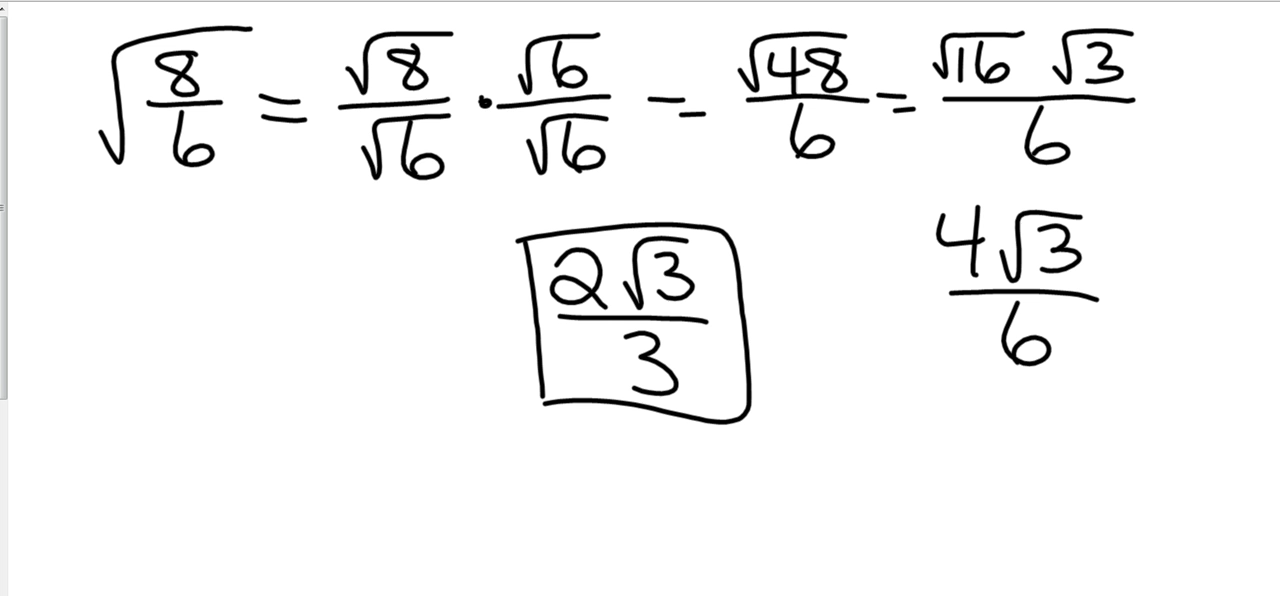 √(8/6) = √8/√6 · √6/√6 = √48/6 = √16 √3/6
4√3/6
2√3/3